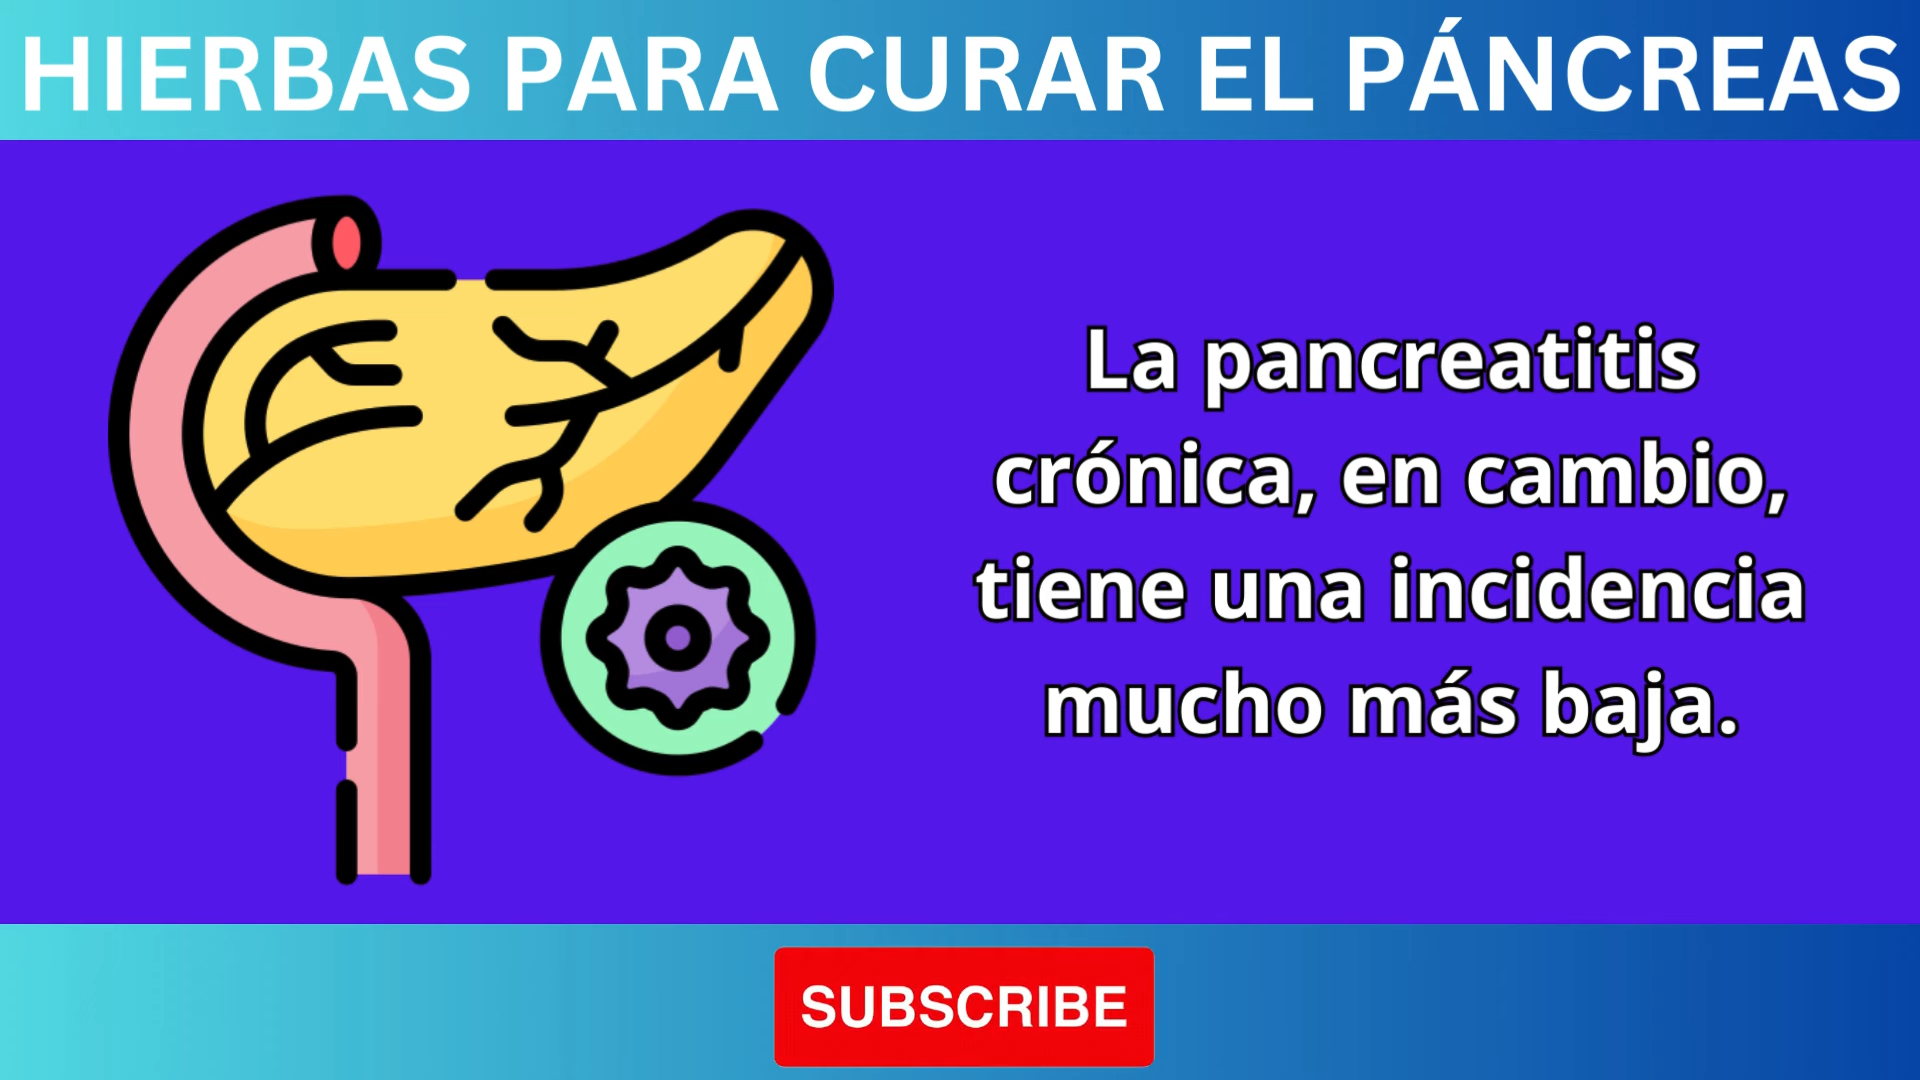 HIERBAS PARA CURAR EL PÁNCREAS
La pancreatitis
crónica, en cambio,
tiene una incidencia
mucho más baja.
SUBSCRIBE